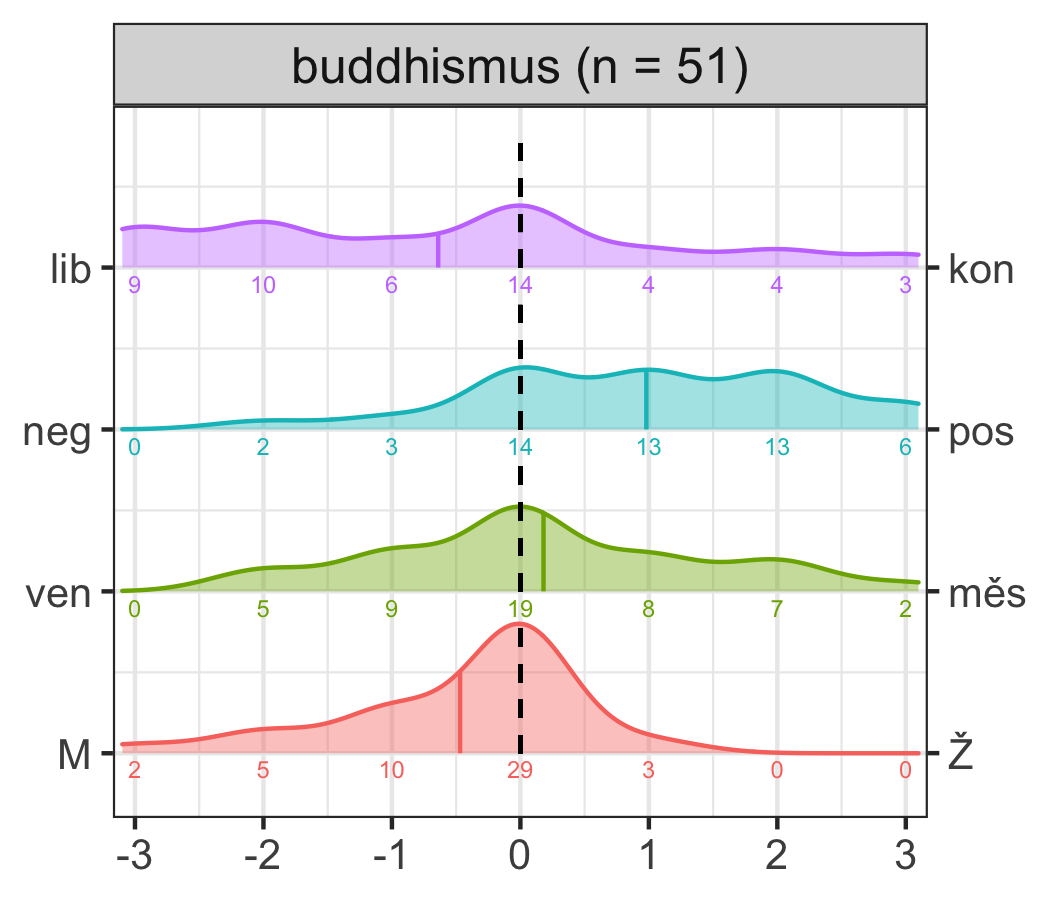 buddhismus (n = 51)
lib kon
9 10 6 14 4 4 3
neg pos
0 2 3 14 13 13 6
ven měs
0 5 9 19 8 7 2
M Ž
2 5 10 29 3 0 0
-3 -2 -1 0 1 2 3